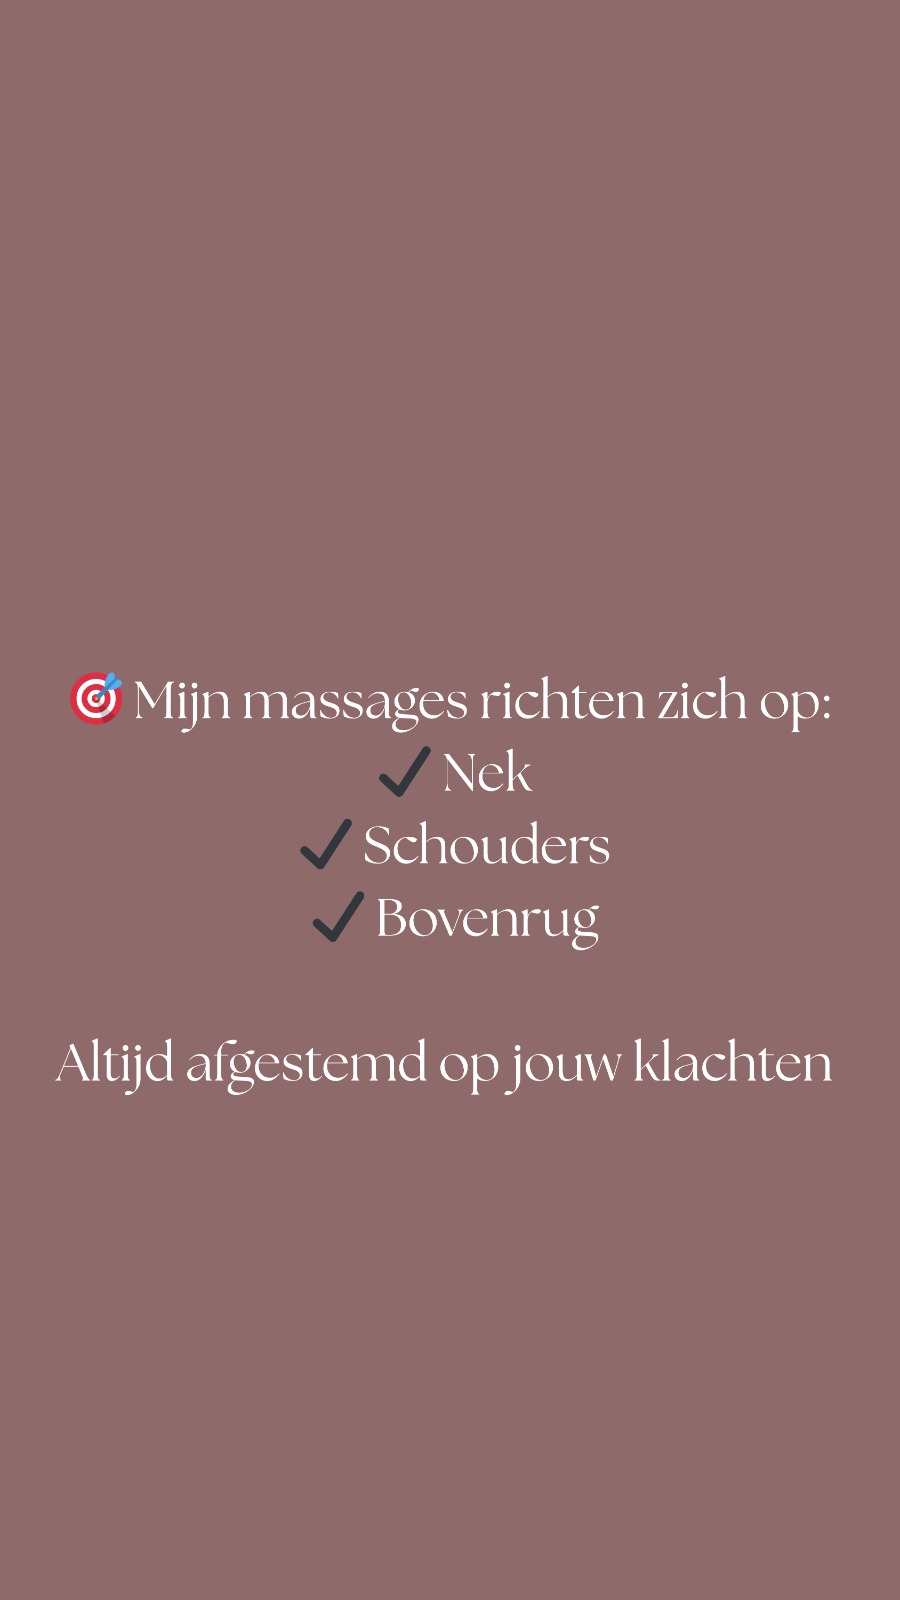 🎯 Mijn massages richten zich op:
✔ Nek
✔ Schouders
✔ Bovenrug
Altijd afgestemd op jouw klachten